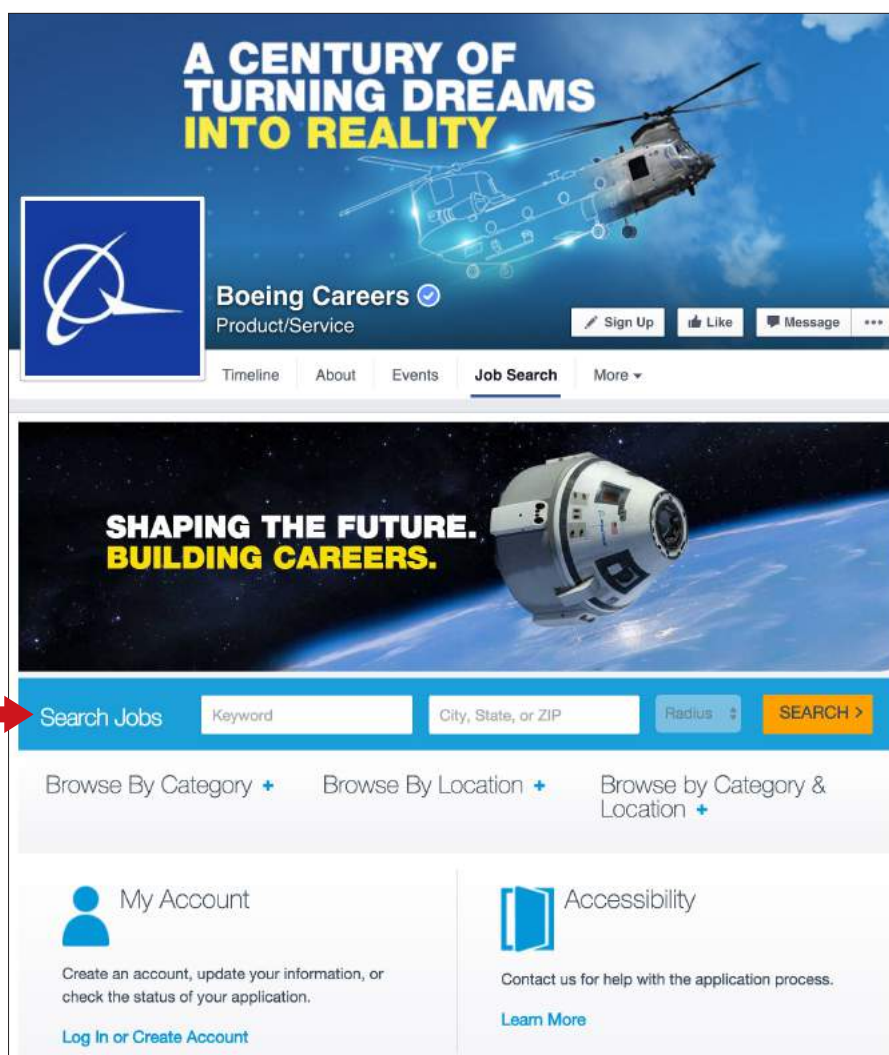 A CENTURY OF
TURNING DREAMS
INTO REALITY
Boeing Careers
Product/Service
Sign Up
Like
Message
Timeline
About
Events
Job Search
More
SHAPING THE FUTURE.
BUILDING CAREERS.
Search Jobs
Keyword
City, State, or ZIP
Radius
SEARCH >
Browse By Category +
Browse By Location +
Browse by Category &
Location +
My Account
Create an account, update your information, or
check the status of your application.
Log In or Create Account
Accessibility
Contact us for help with the application process.
Learn More